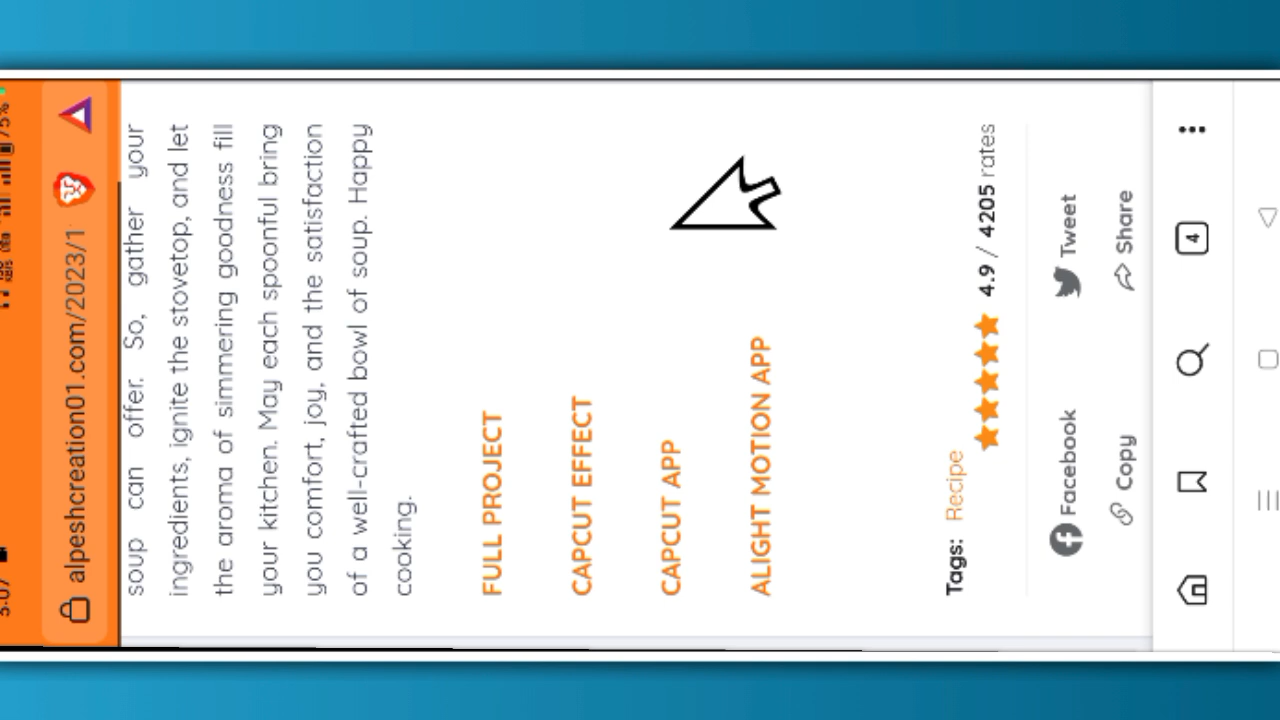 75%
alpeshcreation01.com/2023/1
soup can offer. So, gather your
ingredients, ignite the stovetop, and let
the aroma of simmering goodness fill
your kitchen. May each spoonful bring
you comfort, joy, and the satisfaction
of a well-crafted bowl of soup. Happy
cooking.
FULL PROJECT
CAPCUT EFFECT
CAPCUT APP
ALIGHT MOTION APP
Tags: Recipe
4.9 / 4205 rates
Facebook Tweet
Copy Share
4